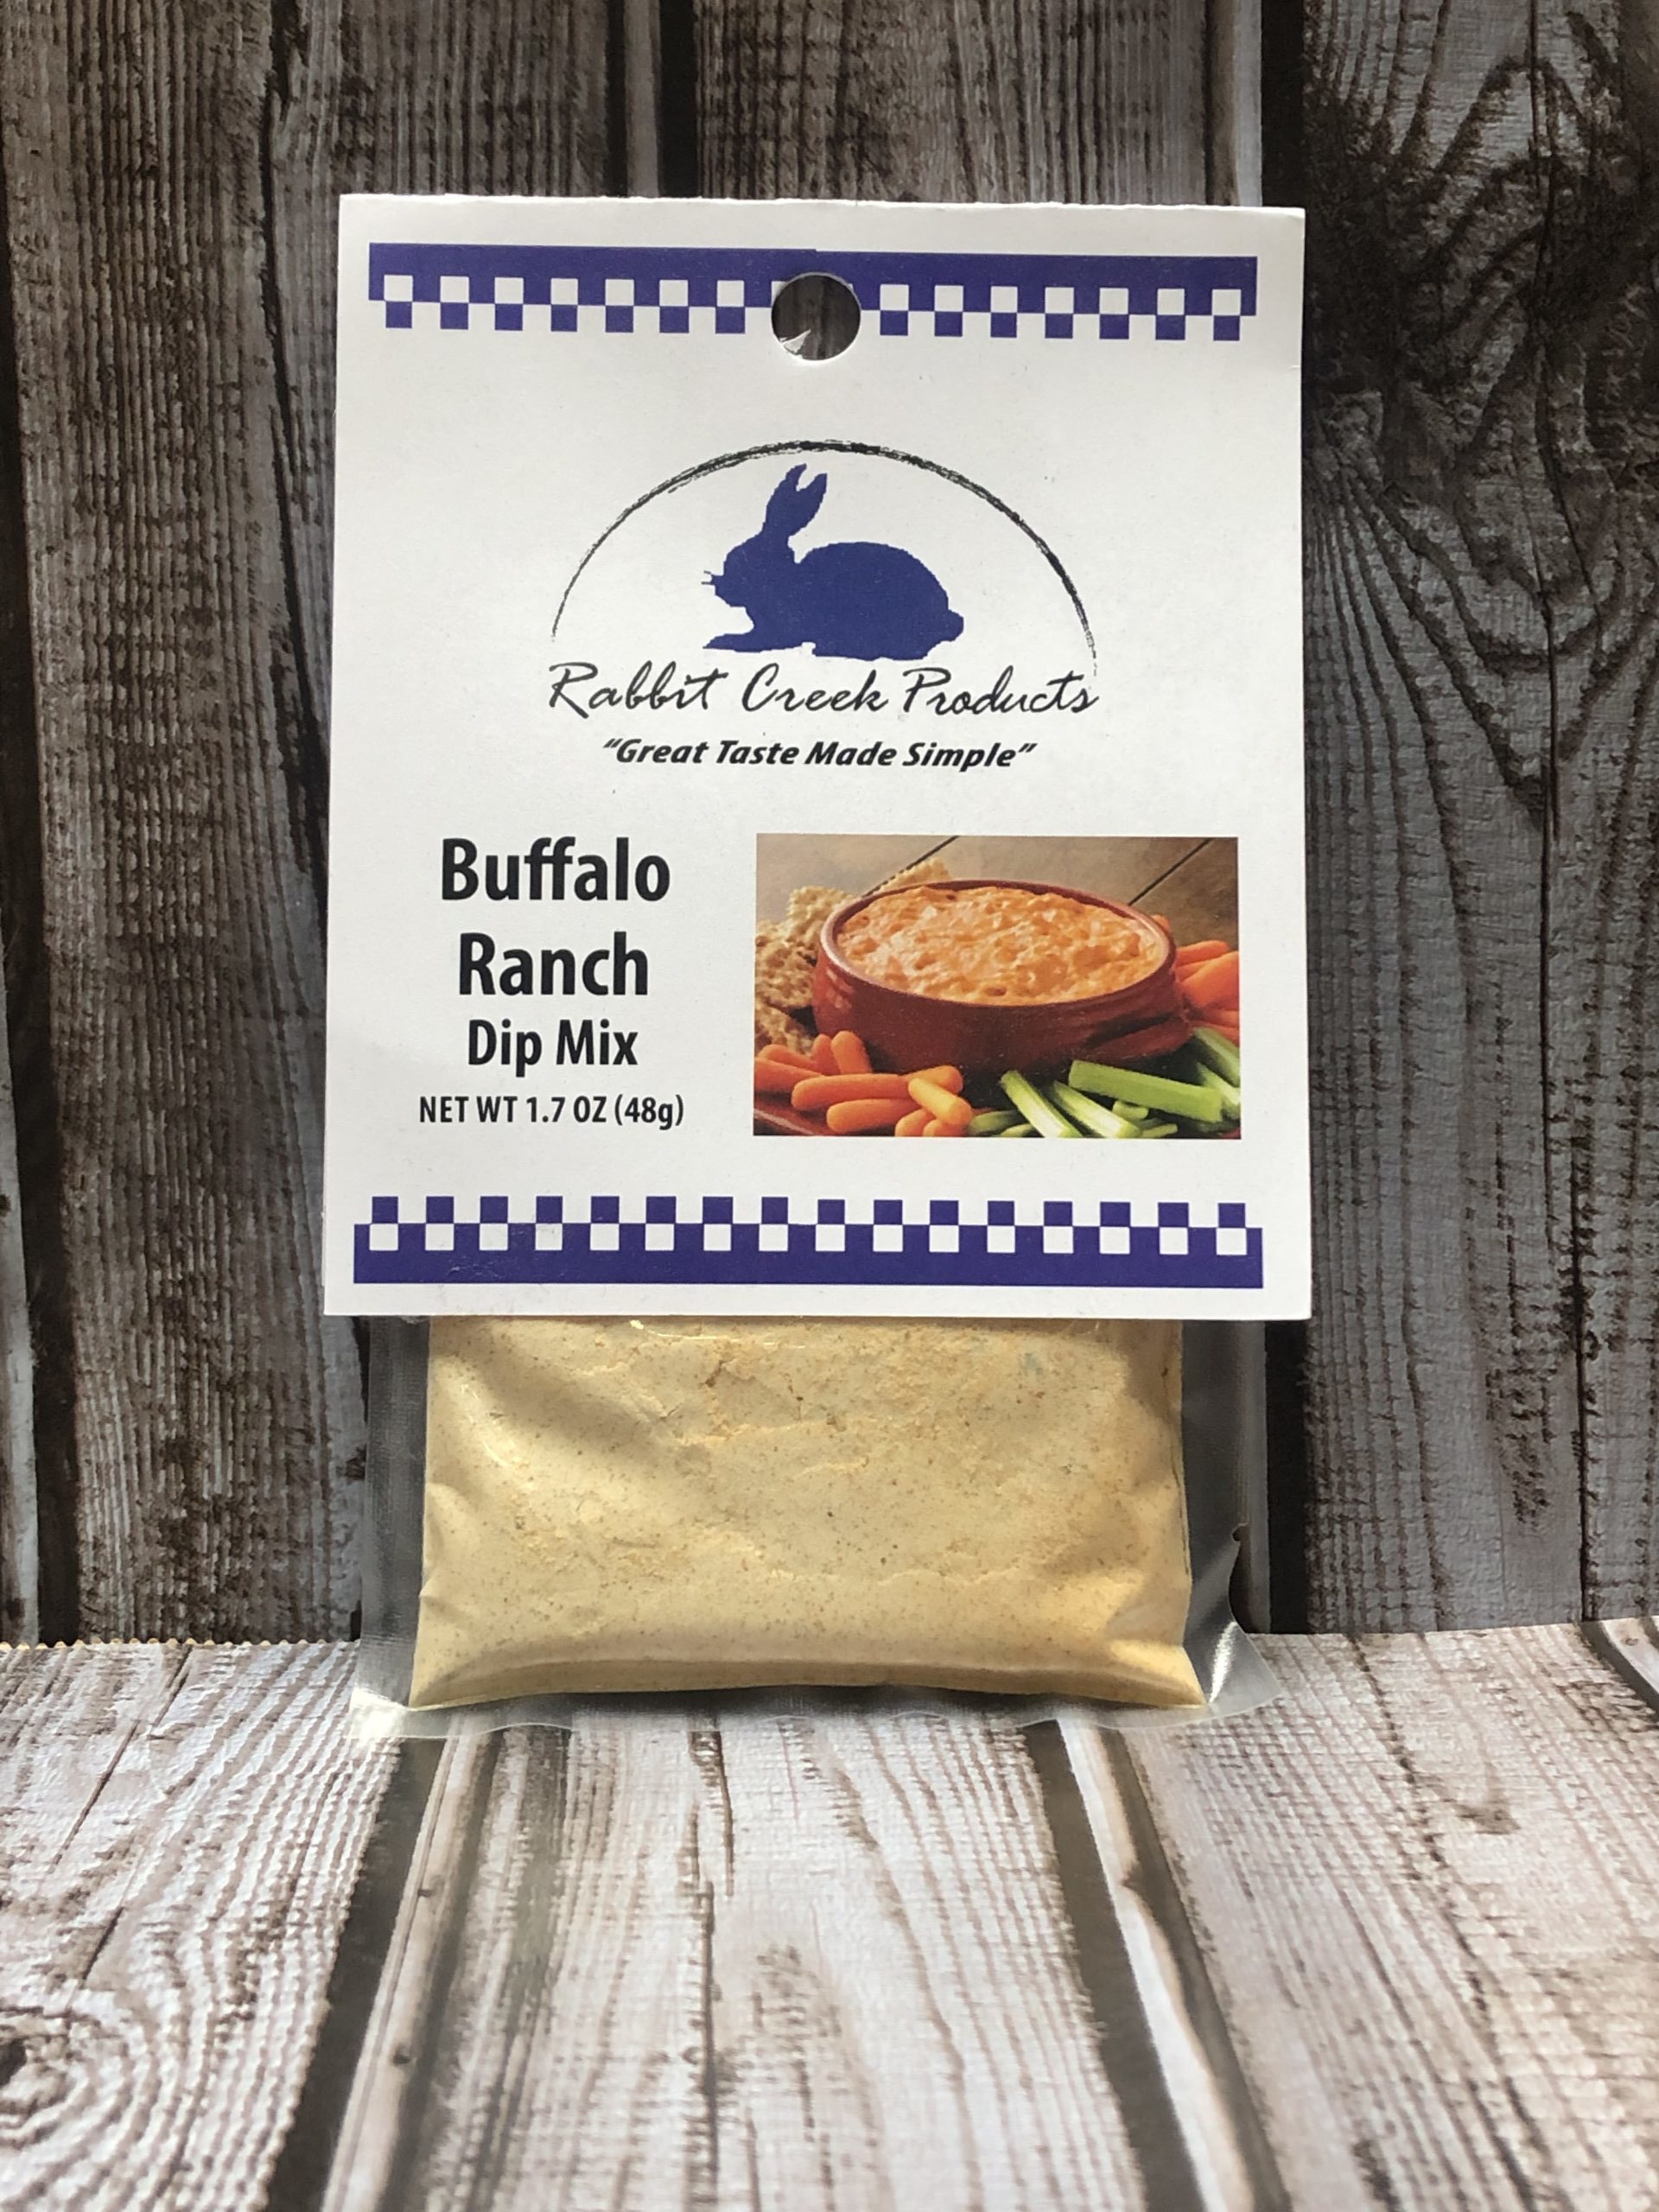 Rabbit Creek Products
"Great Taste Made Simple"
Buffalo
Ranch
Dip Mix
NET WT 1.7 OZ (48g)